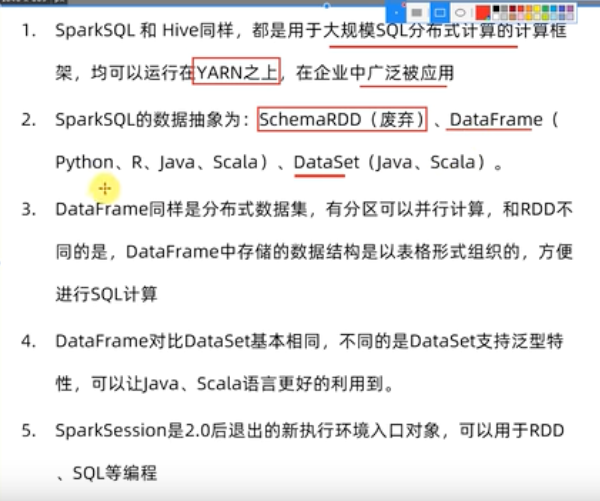 1. SparkSQL 和 Hive同样，都是用于大规模SQL分布式计算的计算框
架，均可以运行在YARN之上，在企业中广泛被应用
2. SparkSQL的数据抽象为：SchemaRDD（废弃）、DataFrame（
Python、R、Java、Scala）、DataSet（Java、Scala）。
3. DataFrame同样是分布式数据集，有分区可以并行计算，和RDD不
同的是，DataFrame中存储的数据结构是以表格形式组织的，方便
进行SQL计算
4. DataFrame对比DataSet基本相同，不同的是DataSet支持泛型特
性，可以让Java、Scala语言更好的利用到。
5. SparkSession是2.0后退出的新执行环境入口对象，可以用于RDD
、SQL等编程